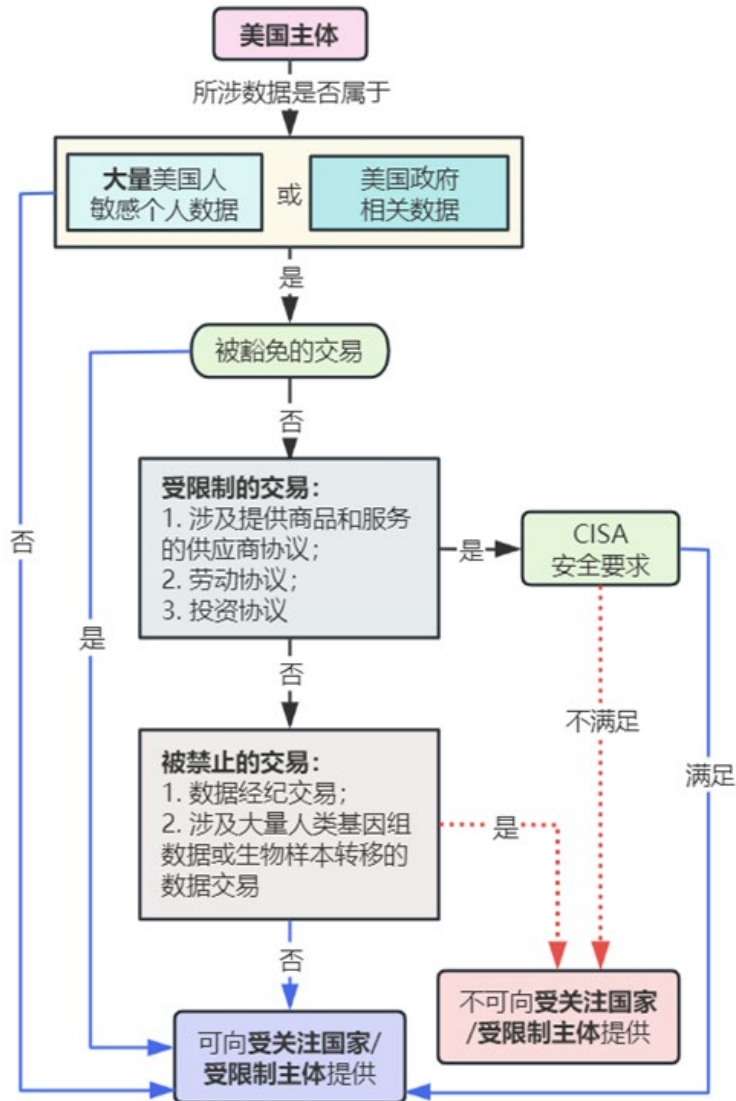 美国主体
所涉数据是否属于
大量美国人
敏感个人数据
或
美国政府
相关数据
是
被豁免的交易
否
受限制的交易：
1. 涉及提供商品和服务
的供应商协议；
2. 劳动协议；
3. 投资协议
是
CISA
安全要求
否
是
否
不满足
满足
被禁止的交易：
1. 数据经纪交易；
2. 涉及大量人类基因组
数据或生物样本转移的
数据交易
是
否
不可向受关注国家
/受限制主体提供
可向受关注国家/
受限制主体提供